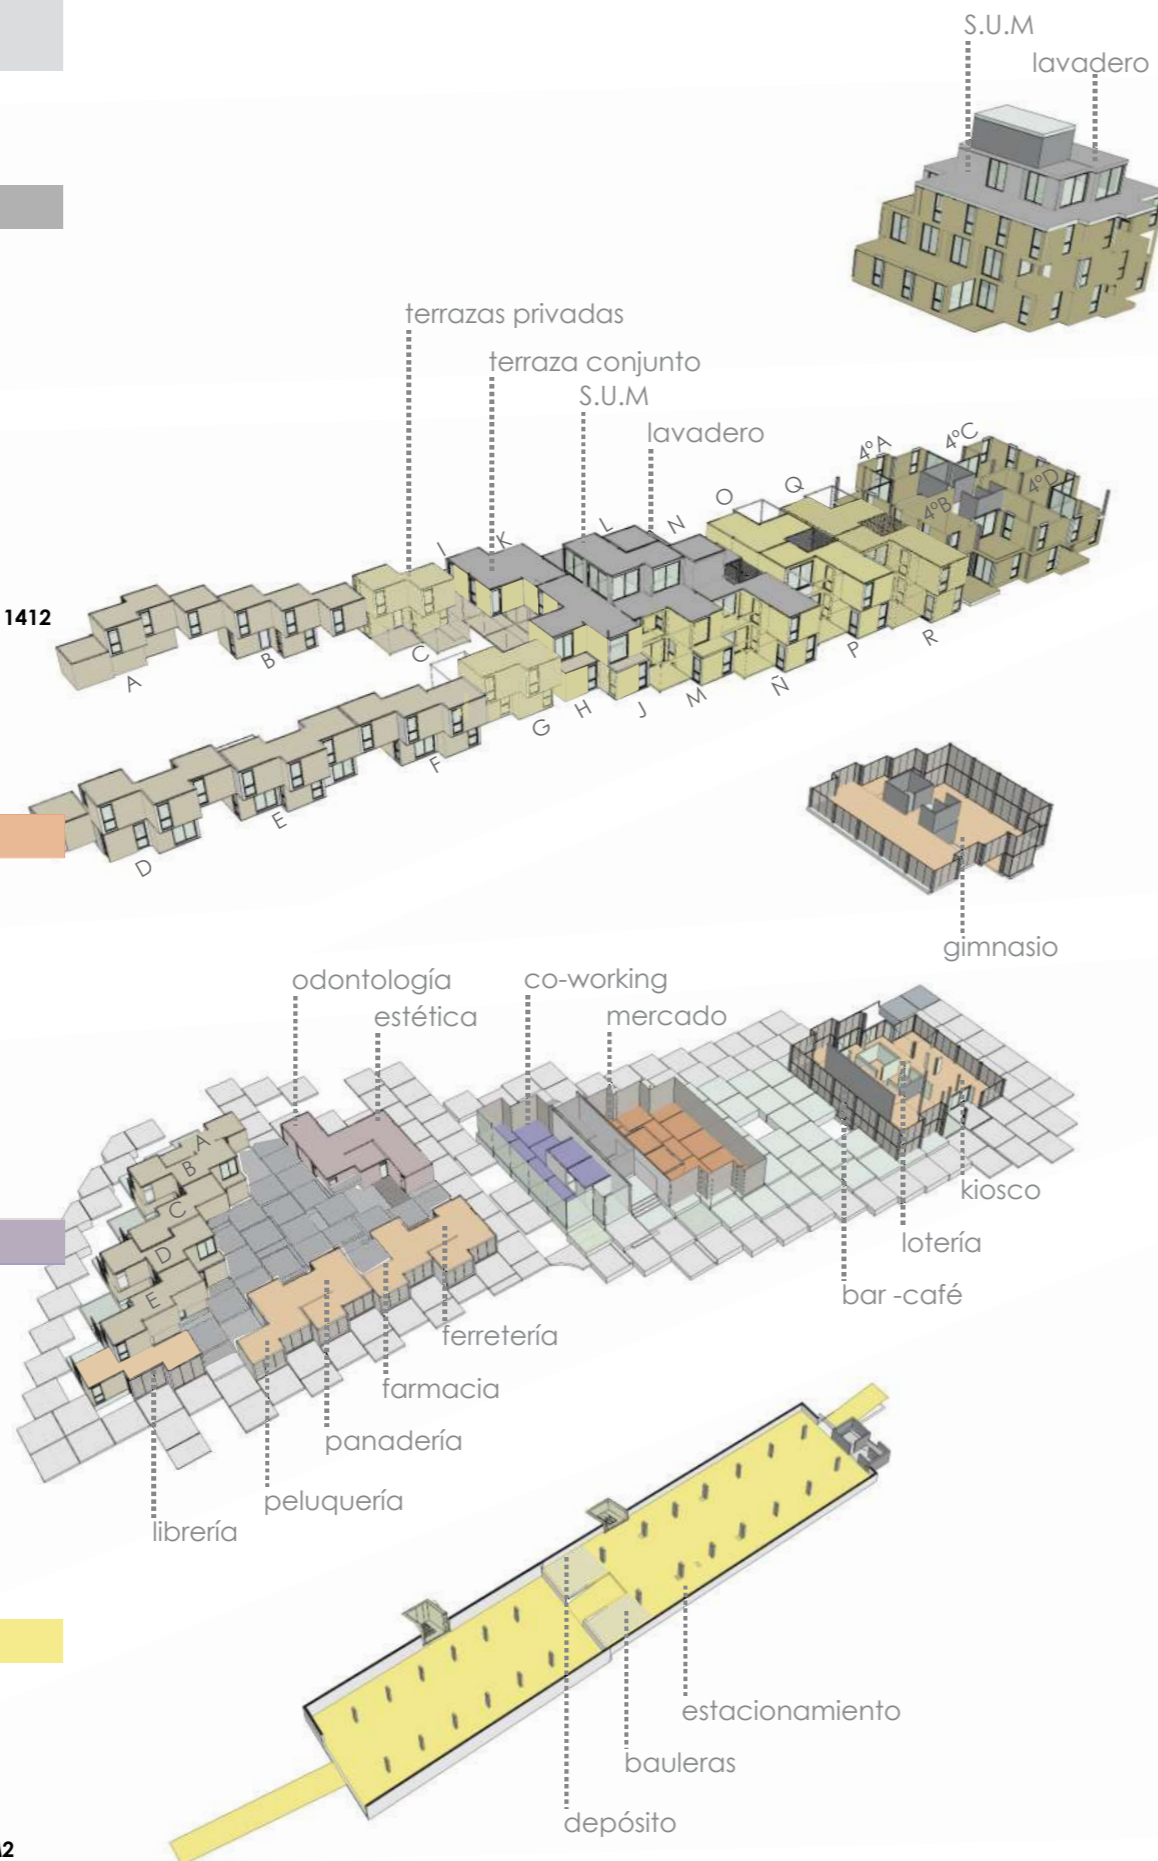 S.U.M
lavadero
terrazas privadas
terraza conjunto
S.U.M
lavadero
4ºA
4ºC
4ºB
4ºD
O
Q
I
K
L
N
1412
A
B
C
G
H
J
M
Ñ
P
R
D
E
F
gimnasio
odontología
estética
co-working
mercado
A
B
C
D
E
kiosco
lotería
bar -café
ferretería
farmacia
panadería
peluquería
librería
estacionamiento
bauleras
depósito